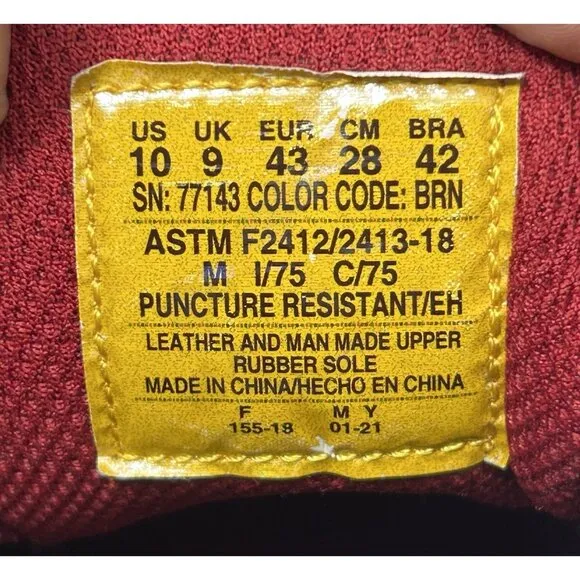 US UK EUR CM BRA
10 9 43 28 42
SN: 77143 COLOR CODE: BRN
ASTM F2412/2413-18
M I/75 C/75
PUNCTURE RESISTANT/EH
LEATHER AND MAN MADE UPPER
RUBBER SOLE
MADE IN CHINA/HECHO EN CHINA
F M Y
155-18 01-21